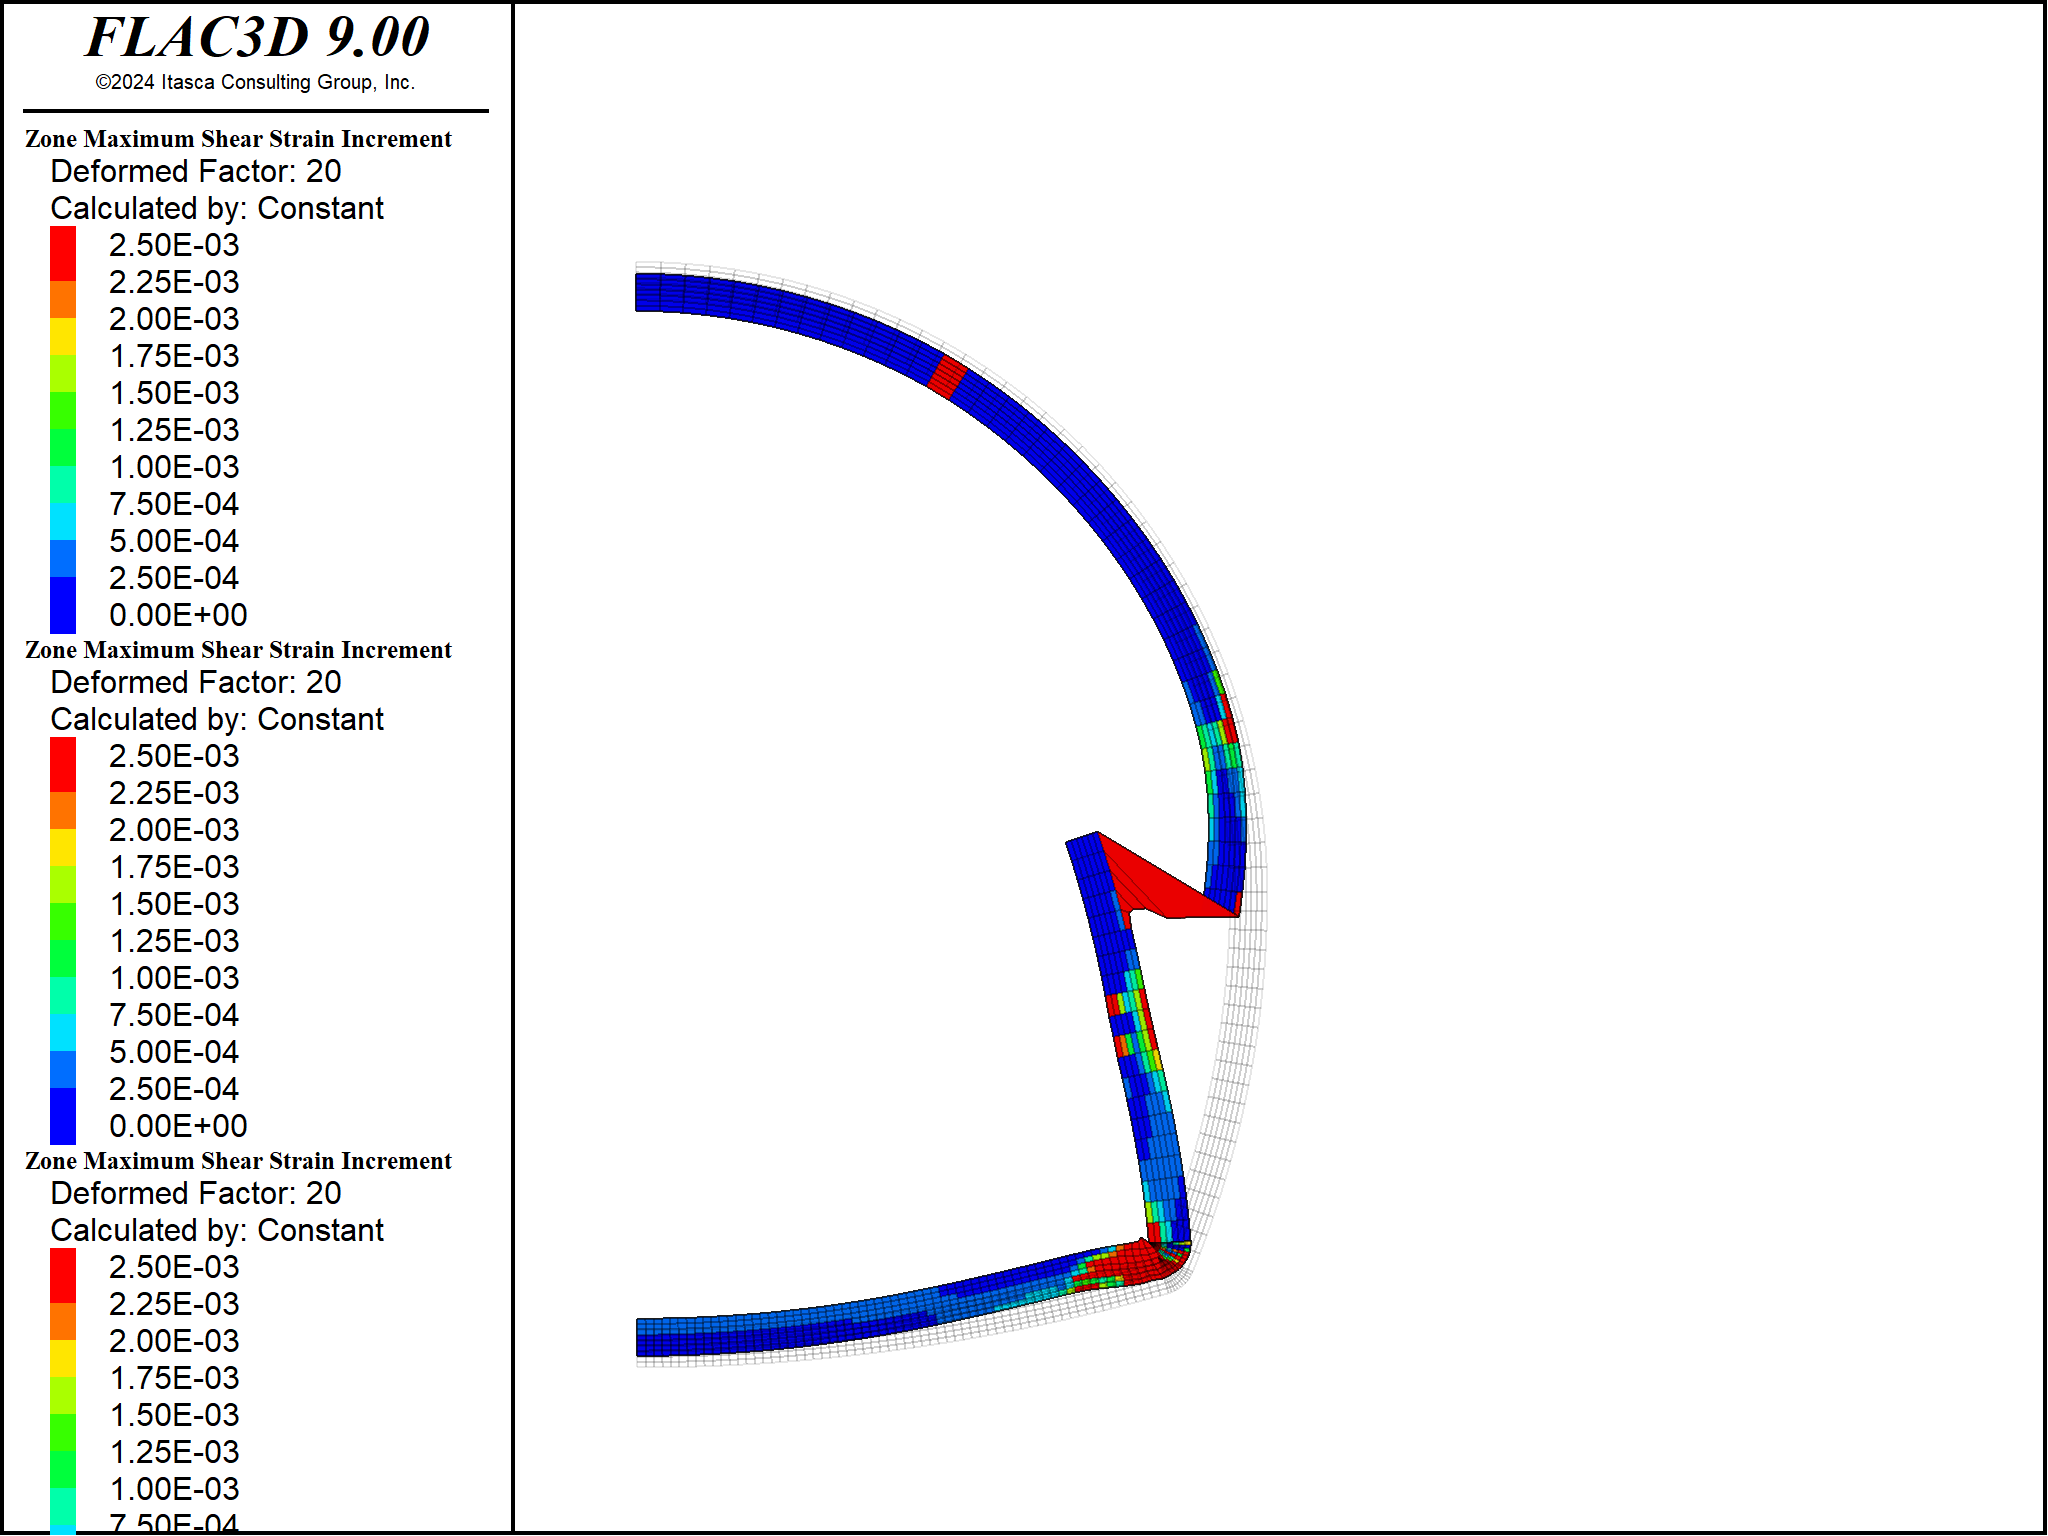 FLAC3D 9.00
©2024 Itasca Consulting Group, Inc.
Zone Maximum Shear Strain Increment
Deformed Factor: 20
Calculated by: Constant
2.50E-03
2.25E-03
2.00E-03
1.75E-03
1.50E-03
1.25E-03
1.00E-03
7.50E-04
5.00E-04
2.50E-04
0.00E+00
Zone Maximum Shear Strain Increment
Deformed Factor: 20
Calculated by: Constant
2.50E-03
2.25E-03
2.00E-03
1.75E-03
1.50E-03
1.25E-03
1.00E-03
7.50E-04
5.00E-04
2.50E-04
0.00E+00
Zone Maximum Shear Strain Increment
Deformed Factor: 20
Calculated by: Constant
2.50E-03
2.25E-03
2.00E-03
1.75E-03
1.50E-03
1.25E-03
1.00E-03
7.50E-04